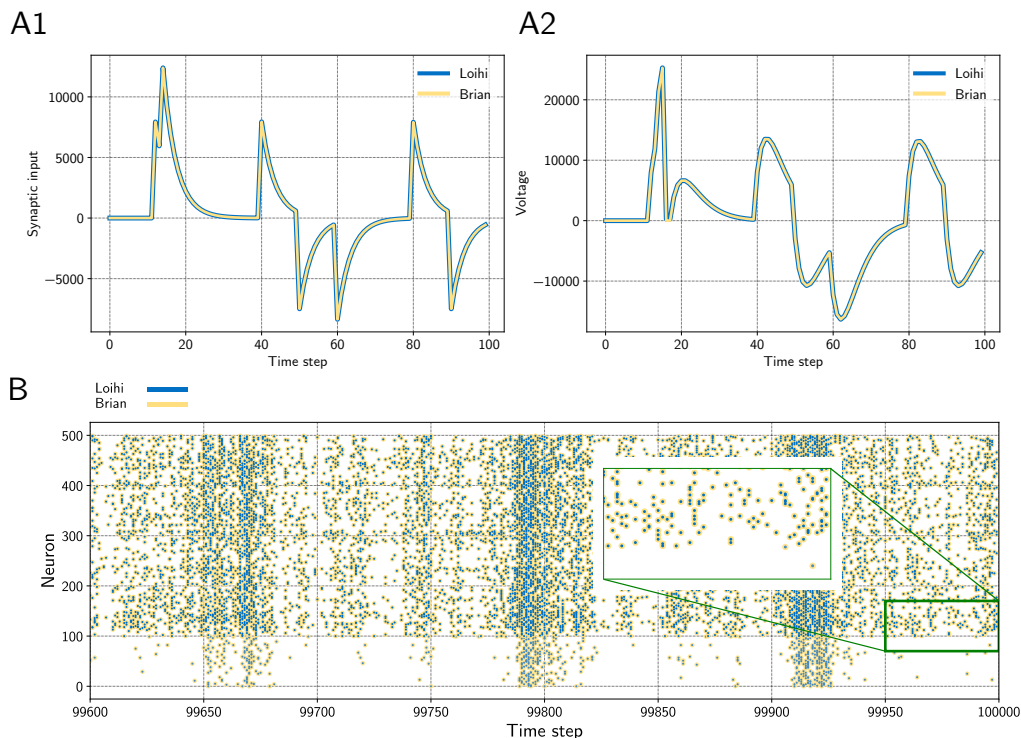 A1
A2
Loihi
Brian
10000
5000
0
−5000
Synaptic input
0
20
40
60
80
100
Time step
Loihi
Brian
20000
10000
0
−10000
Voltage
0
20
40
60
80
100
Time step
B
Loihi
Brian
500
400
300
200
100
0
Neuron
99600
99650
99700
99750
99800
99850
99900
99950
100000
Time step